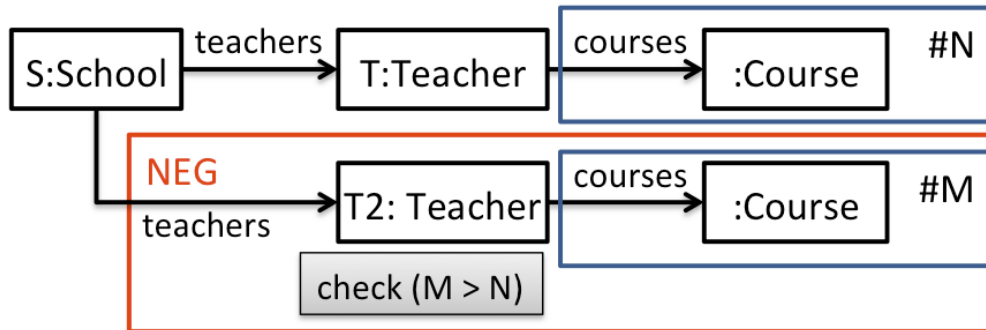 teachers
courses
#N
S:School
T:Teacher
:Course
NEG
courses
#M
T2: Teacher
:Course
teachers
check (M > N)